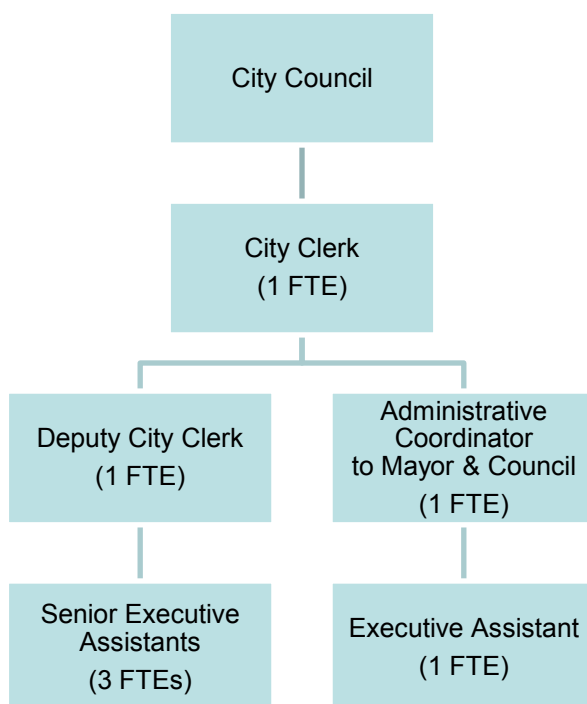 City Council
City Clerk
(1 FTE)
Deputy City Clerk
(1 FTE)
Administrative
Coordinator
to Mayor & Council
(1 FTE)
Senior Executive
Assistants
(3 FTEs)
Executive Assistant
(1 FTE)